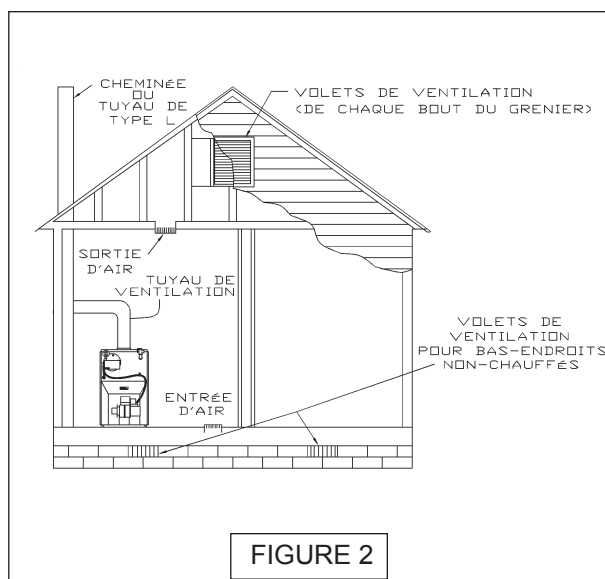 CHEMINÉE
OU
TUYAU DE
TYPE L
VOLETS DE VENTILATION
(DE CHAQUE BOUT DU GRENIER)
SORTIE
D'AIR
TUYAU DE
VENTILATION
VOLETS DE
VENTILATION
POUR BAS-ENDROITS
NON-CHAUFFÉS
ENTRÉE
D'AIR
FIGURE 2